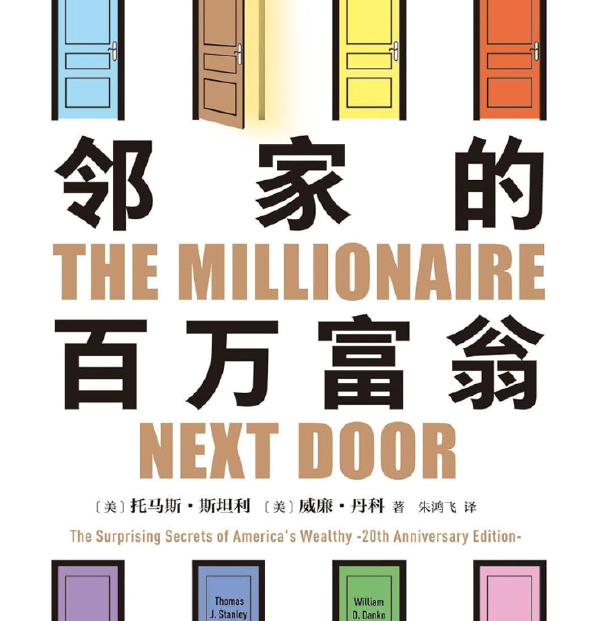 邻家的
THE MILLIONAIRE
百万富翁
NEXT DOOR
〔美〕托马斯·斯坦利 〔美〕威廉·丹科 著 朱鸿飞 译
The Surprising Secrets of America's Wealthy -20th Anniversary Edition-
Thomas
J. Stanley
William
D. Danko